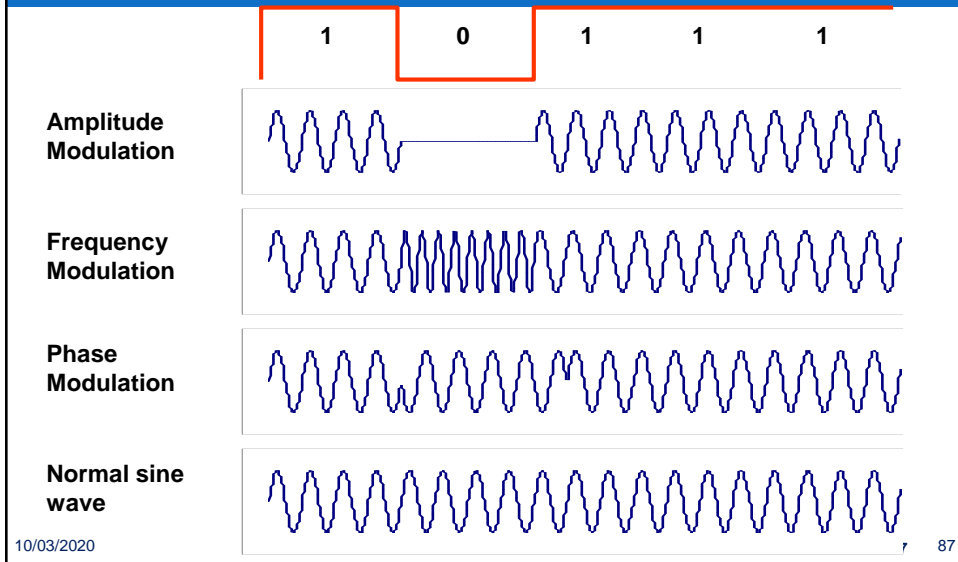 1 0 1 1 1
Amplitude
Modulation
Frequency
Modulation
Phase
Modulation
Normal sine
wave
10/03/2020
87